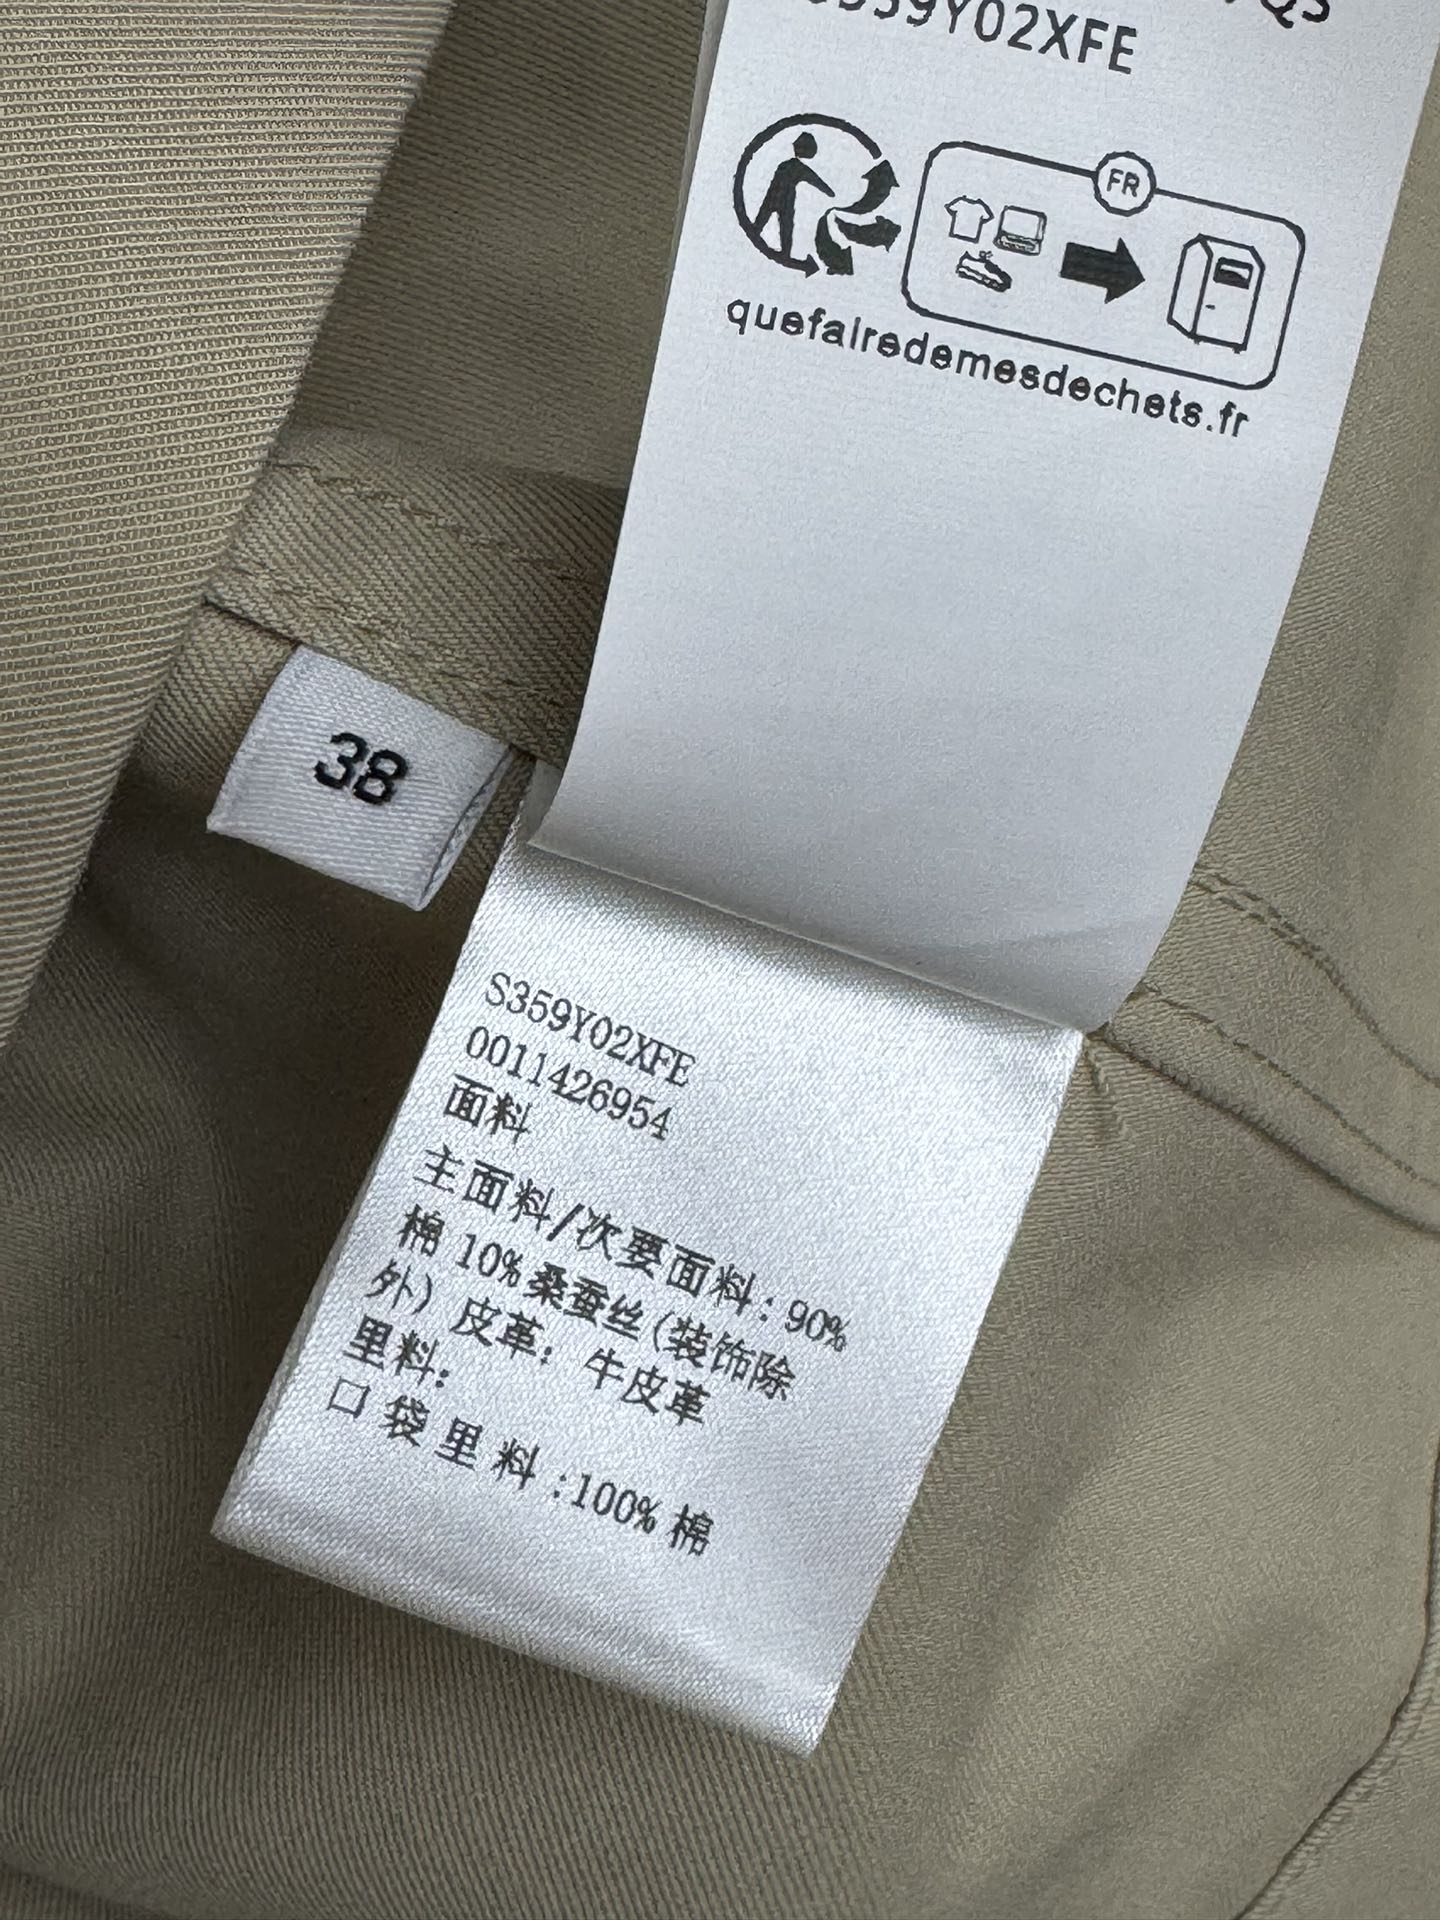 359Y02XFE
FR
quefairedemesdechets.fr
38
S359Y02XFE
0011426954
面料
主面料/次要面料: 90%
棉 10%桑蚕丝(装饰除
外) 皮革: 牛皮革
里料:
口袋里料:100%棉